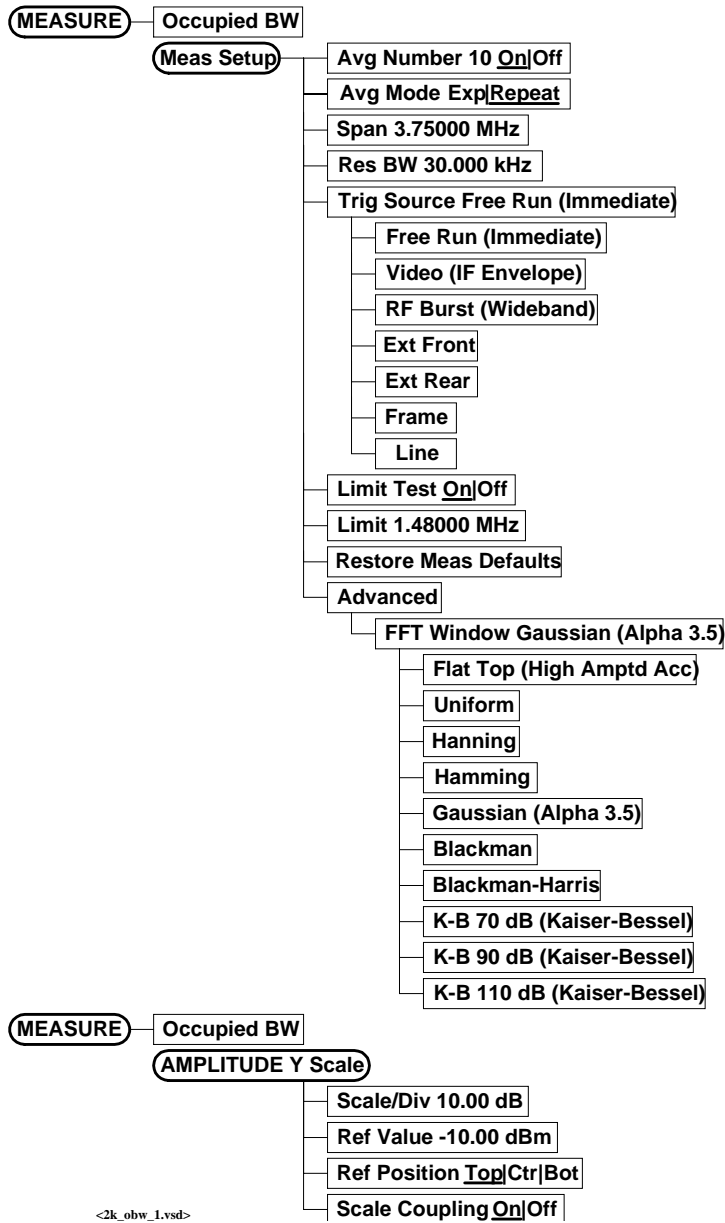 MEASURE
Occupied BW
Meas Setup
Avg Number 10 On|Off
Avg Mode Exp|Repeat
Span 3.75000 MHz
Res BW 30.000 kHz
Trig Source Free Run (Immediate)
Free Run (Immediate)
Video (IF Envelope)
RF Burst (Wideband)
Ext Front
Ext Rear
Frame
Line
Limit Test On|Off
Limit 1.48000 MHz
Restore Meas Defaults
Advanced
FFT Window Gaussian (Alpha 3.5)
Flat Top (High Amptd Acc)
Uniform
Hanning
Hamming
Gaussian (Alpha 3.5)
Blackman
Blackman-Harris
K-B 70 dB (Kaiser-Bessel)
K-B 90 dB (Kaiser-Bessel)
K-B 110 dB (Kaiser-Bessel)
MEASURE
Occupied BW
AMPLITUDE Y Scale
Scale/Div 10.00 dB
Ref Value -10.00 dBm
Ref Position Top|Ctr|Bot
Scale Coupling On|Off
<2k_obw_1.vsd>